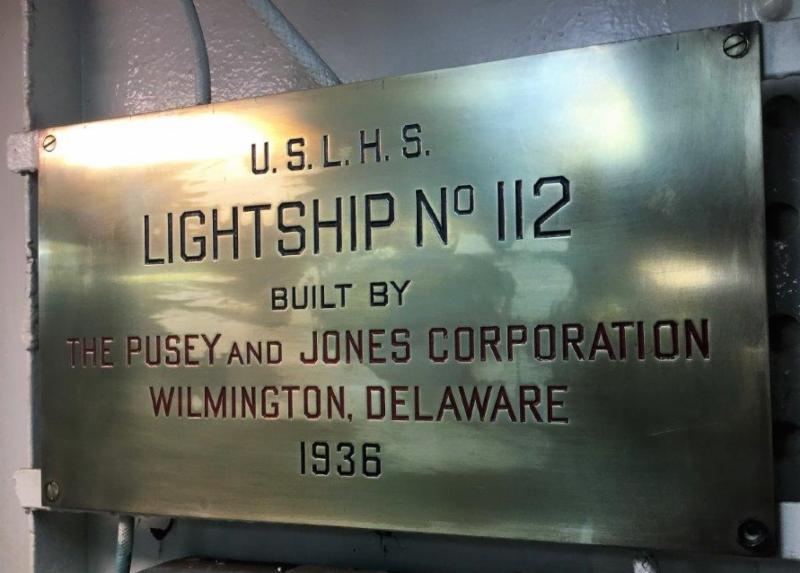 U. S. L. H. S.
LIGHTSHIP Nº 112
BUILT BY
THE PUSEY AND JONES CORPORATION
WILMINGTON, DELAWARE
1936